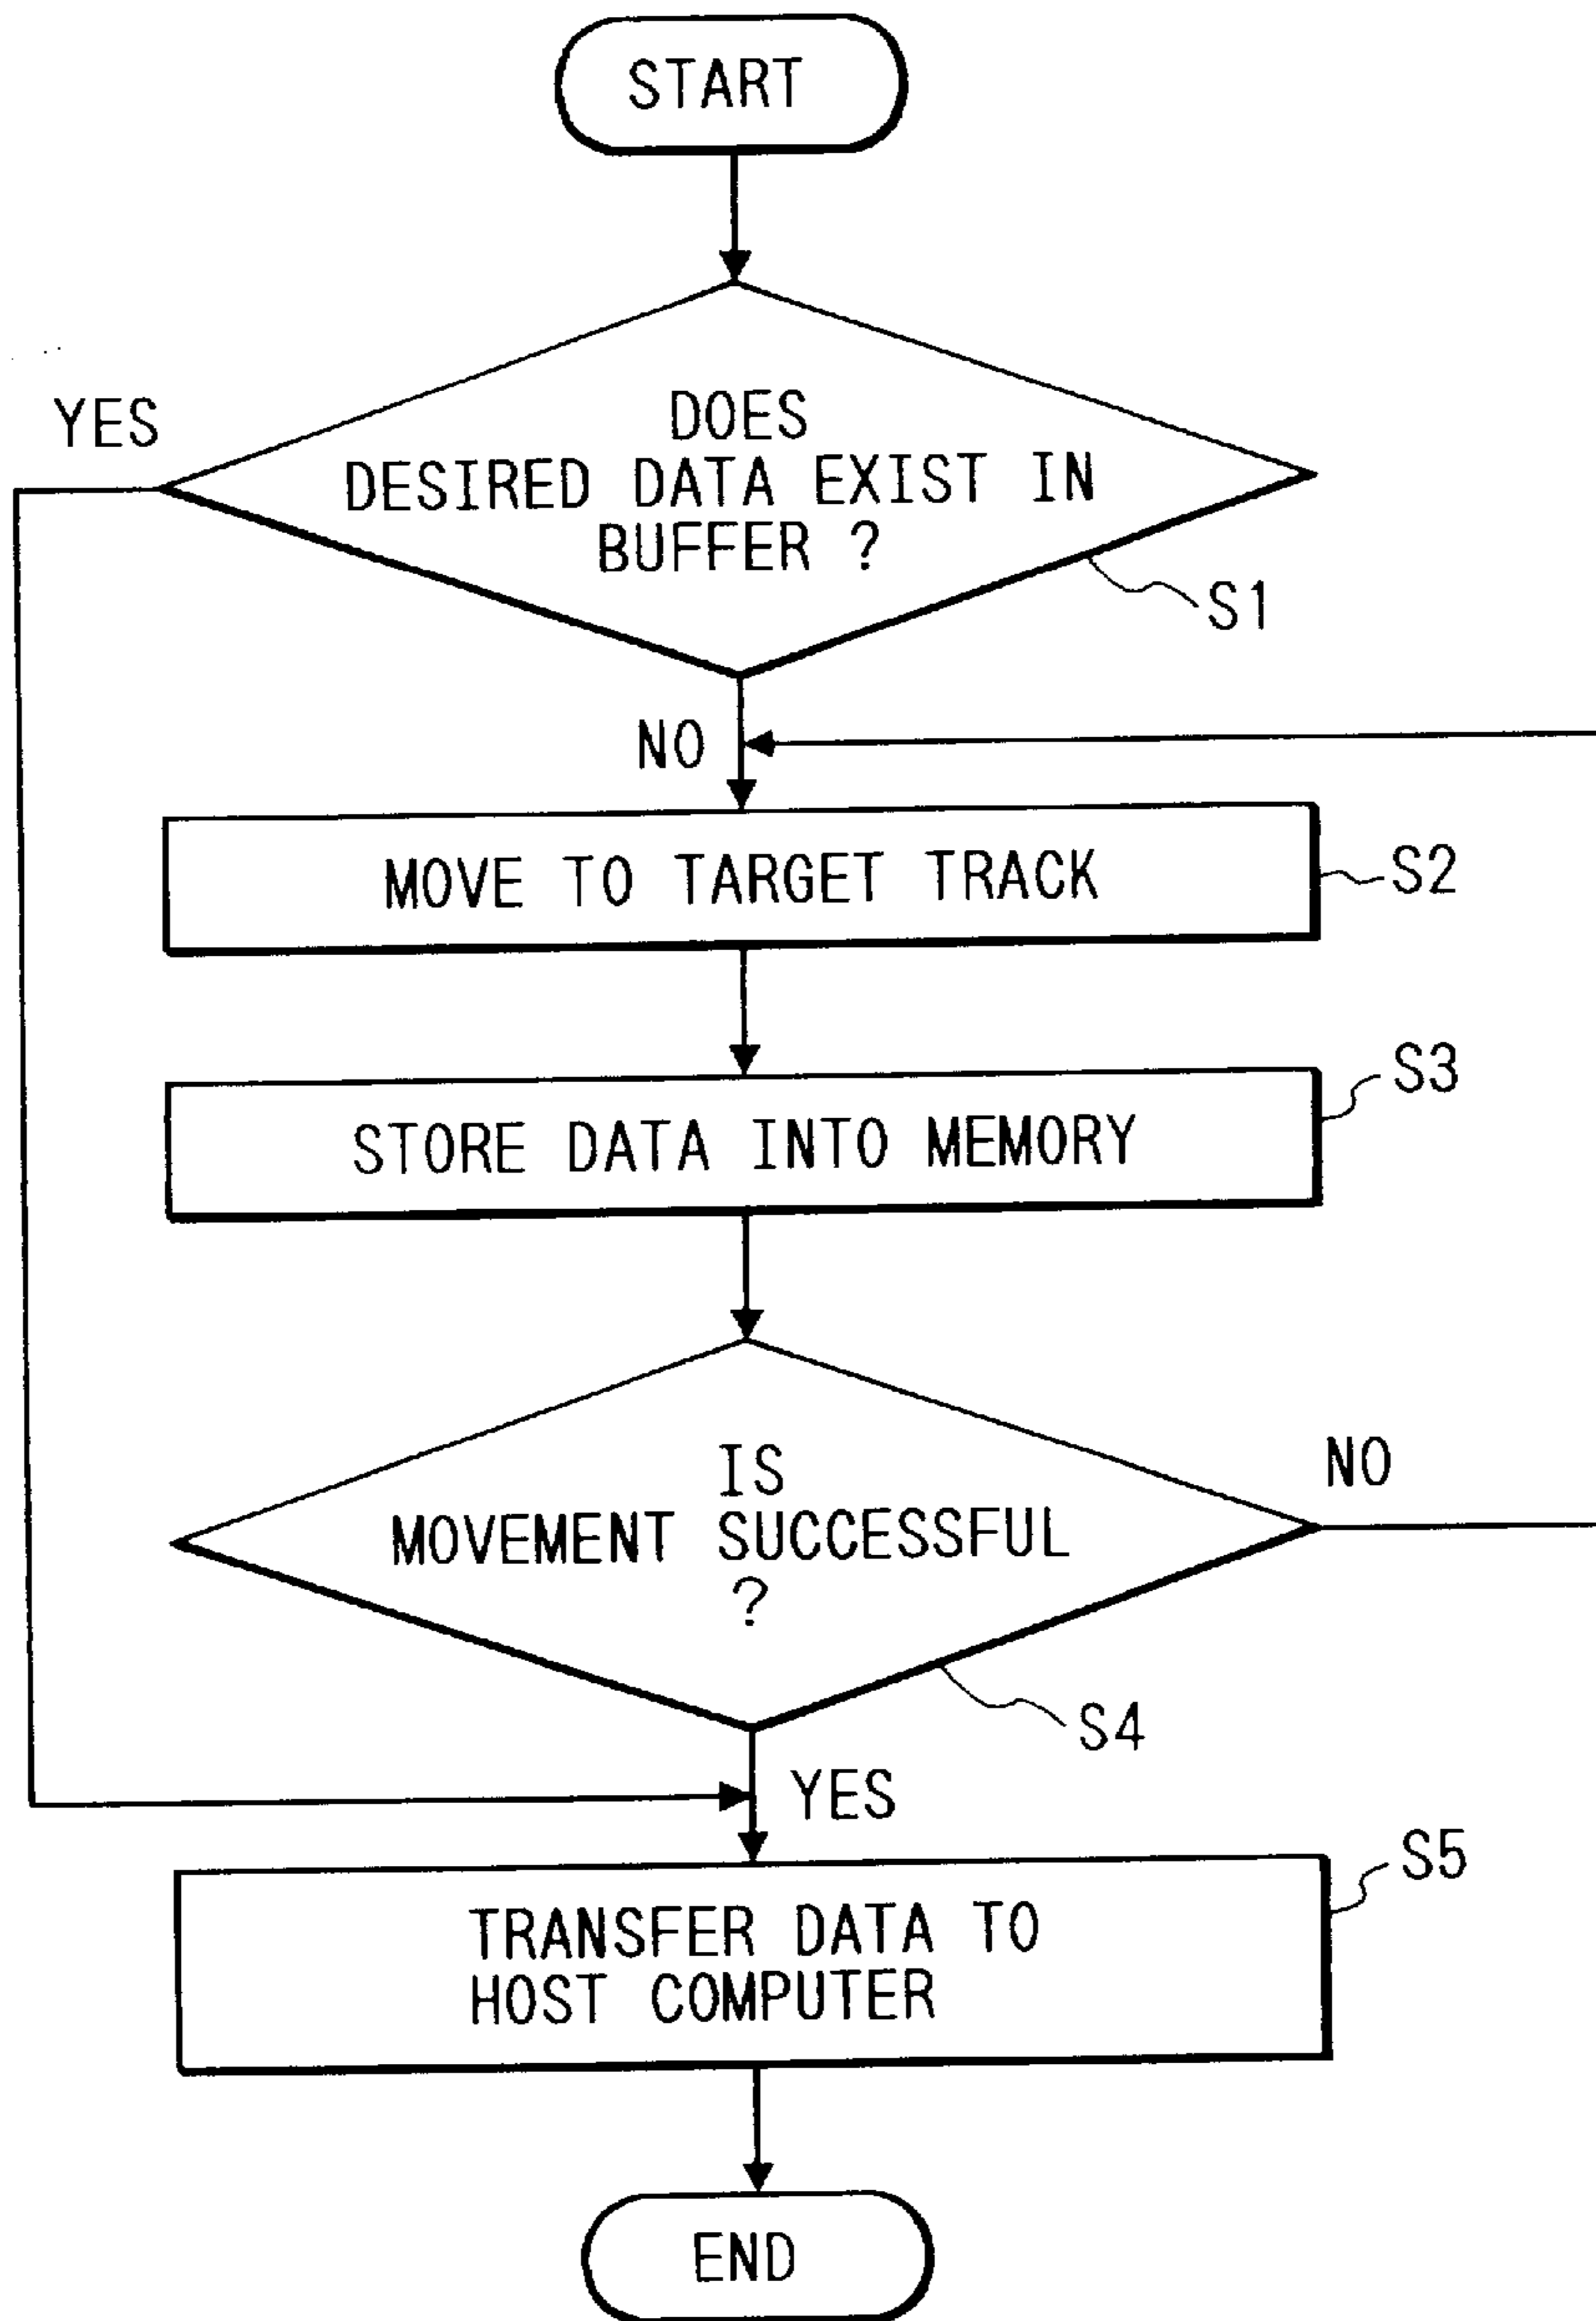 START
DOES
YES
DESIRED DATA EXIST IN
BUFFER ?
S1
NO
MOVE TO TARGET TRACK
S2
S3
STORE DATA INTO MEMORY
IS
NO
MOVEMENT SUCCESSFUL
?
S4
YES
S5
TRANSFER DATA TO
HOST COMPUTER
END